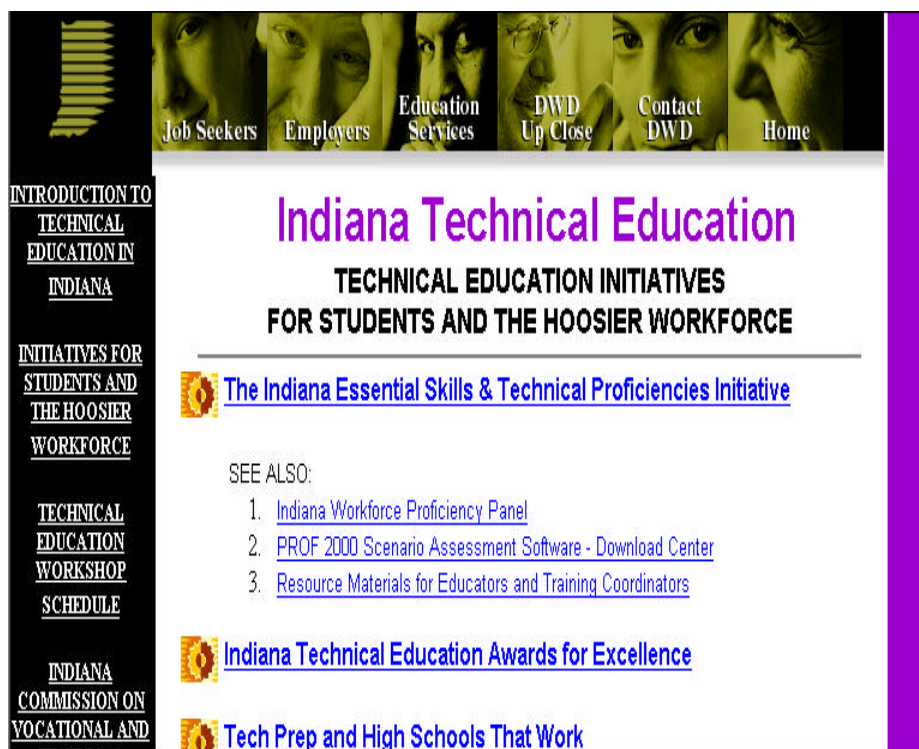 Job Seekers
Employers
Education
Services
DWD
Up Close
Contact
DWD
Home
INTRODUCTION TO
TECHNICAL
EDUCATION IN
INDIANA
INITIATIVES FOR
STUDENTS AND
THE HOOSIER
WORKFORCE
TECHNICAL
EDUCATION
WORKSHOP
SCHEDULE
INDIANA
COMMISSION ON
VOCATIONAL AND
Indiana Technical Education
TECHNICAL EDUCATION INITIATIVES
FOR STUDENTS AND THE HOOSIER WORKFORCE
The Indiana Essential Skills & Technical Proficiencies Initiative
SEE ALSO:
1. Indiana Workforce Proficiency Panel
2. PROF 2000 Scenario Assessment Software - Download Center
3. Resource Materials for Educators and Training Coordinators
Indiana Technical Education Awards for Excellence
Tech Prep and High Schools That Work